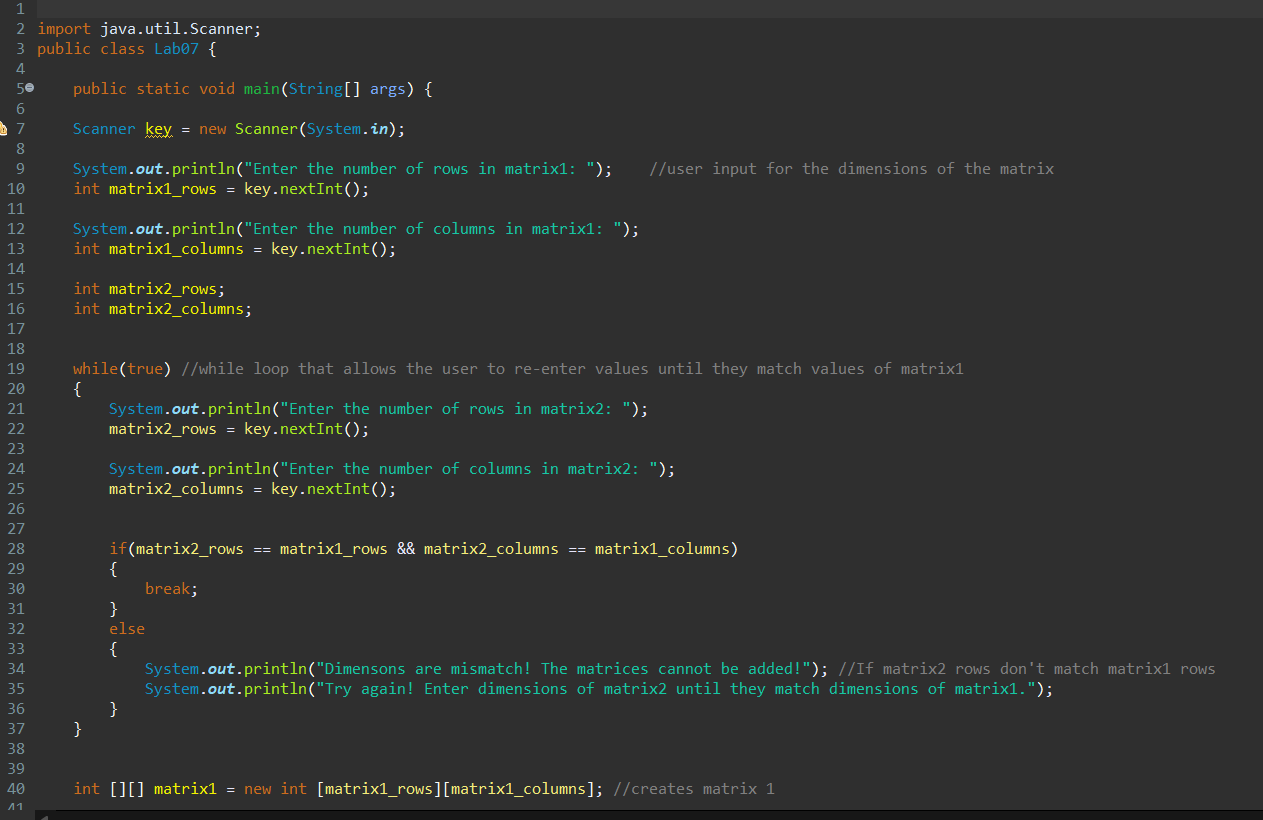 1
2 import java.util.Scanner;
3 public class Lab07 {
4
5 public static void main(String[] args) {
6
7 Scanner key = new Scanner(System.in);
8
9 System.out.println("Enter the number of rows in matrix1: "); //user input for the dimensions of the matrix
10 int matrix1_rows = key.nextInt();
11
12 System.out.println("Enter the number of columns in matrix1: ");
13 int matrix1_columns = key.nextInt();
14
15 int matrix2_rows;
16 int matrix2_columns;
17
18
19 while(true) //while loop that allows the user to re-enter values until they match values of matrix1
20 {
21 System.out.println("Enter the number of rows in matrix2: ");
22 matrix2_rows = key.nextInt();
23
24 System.out.println("Enter the number of columns in matrix2: ");
25 matrix2_columns = key.nextInt();
26
27
28 if(matrix2_rows == matrix1_rows && matrix2_columns == matrix1_columns)
29 {
30 break;
31 }
32 else
33 {
34 System.out.println("Dimensons are mismatch! The matrices cannot be added!"); //If matrix2 rows don't match matrix1 rows
35 System.out.println("Try again! Enter dimensions of matrix2 until they match dimensions of matrix1.");
36 }
37 }
38
39
40 int [][] matrix1 = new int [matrix1_rows][matrix1_columns]; //creates matrix 1
41